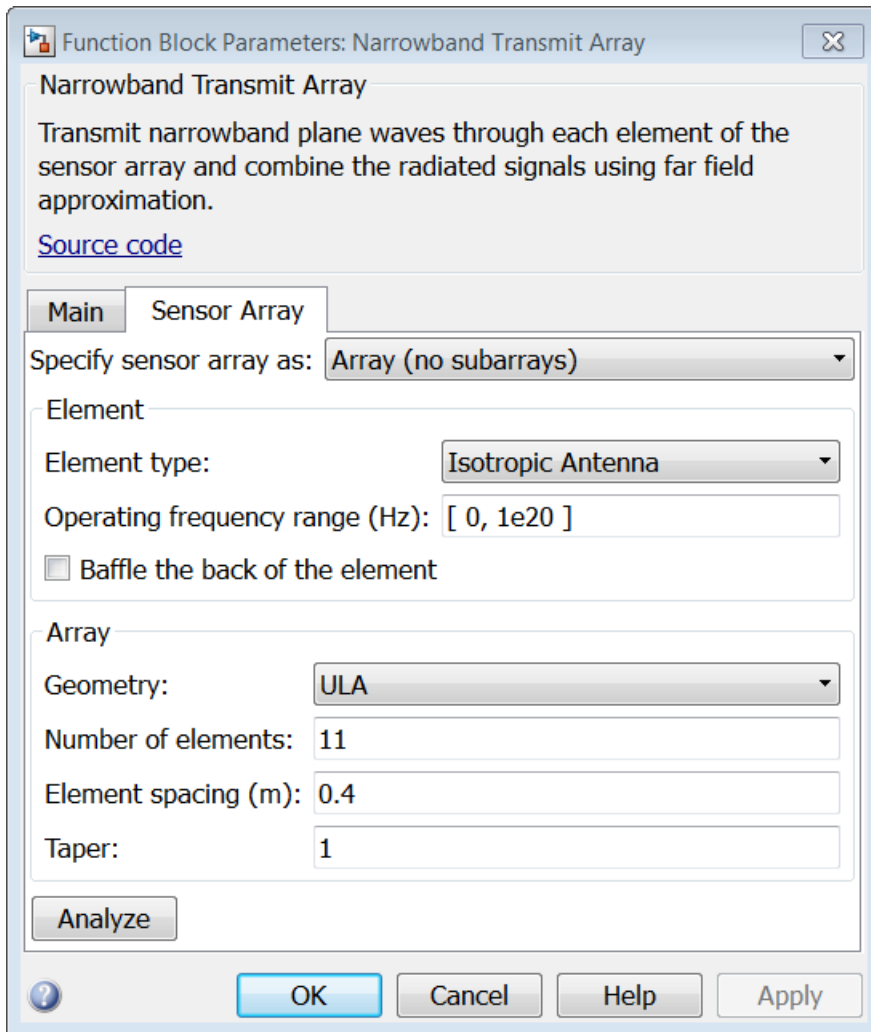 Function Block Parameters: Narrowband Transmit Array
Narrowband Transmit Array
Transmit narrowband plane waves through each element of the
sensor array and combine the radiated signals using far field
approximation.
Source code
Main Sensor Array
Specify sensor array as: Array (no subarrays)
Element
Element type: Isotropic Antenna
Operating frequency range (Hz): [ 0, 1e20 ]
Baffle the back of the element
Array
Geometry: ULA
Number of elements: 11
Element spacing (m): 0.4
Taper: 1
Analyze
? OK Cancel Help Apply